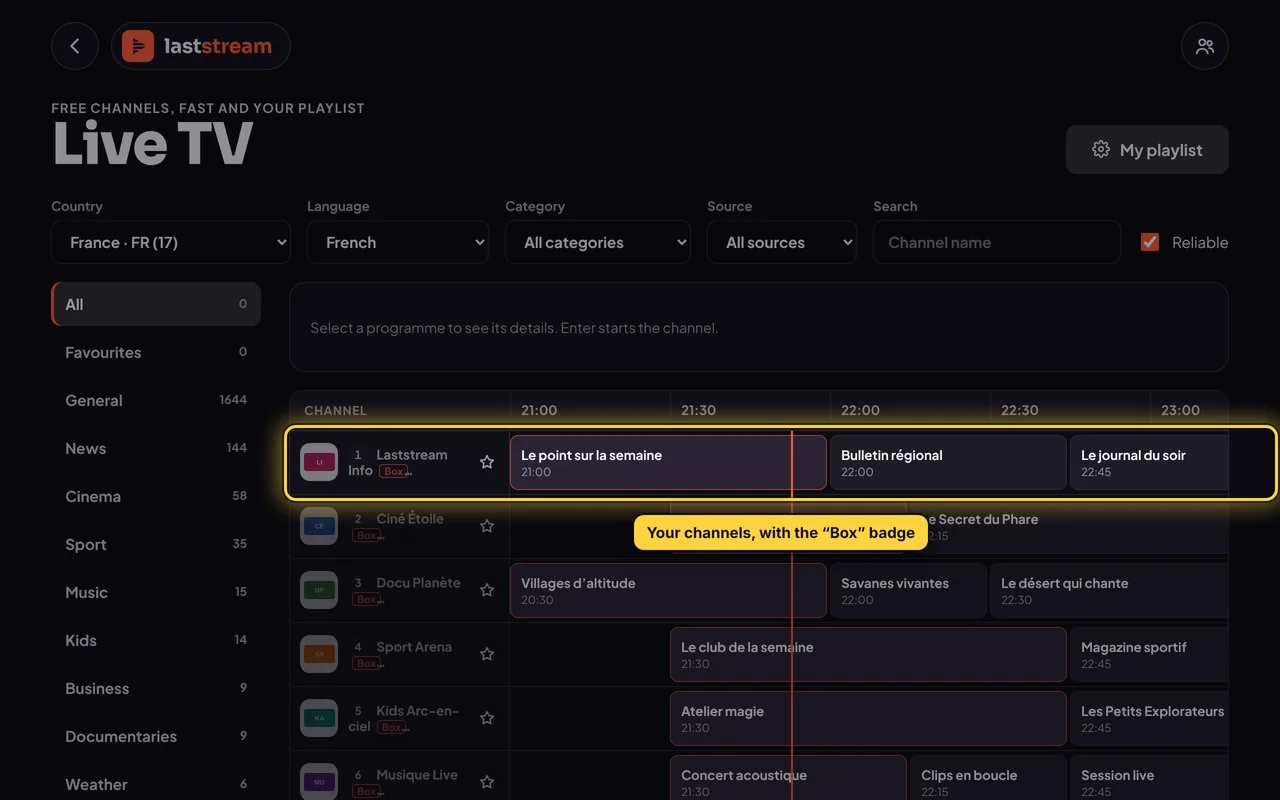 laststream
FREE CHANNELS, FAST AND YOUR PLAYLIST
Live TV
My playlist
Country
Language
Category
Source
Search
France · FR (17)
French
All categories
All sources
Channel name
Reliable
All 0
Favourites 0
General 1644
News 144
Cinema 58
Sport 35
Music 15
Kids 14
Business 9
Documentaries 9
Weather 6
Select a programme to see its details. Enter starts the channel.
CHANNEL 21:00 21:30 22:00 22:30 23:00
LI
1 Laststream
Info Box…
Le point sur la semaine
21:00
Bulletin régional
22:00
Le journal du soir
22:45
Your channels, with the “Box” badge
CÉ
2 Ciné Étoile
Box…
e Secret du Phare
2:15
DP
3 Docu Planète
Box…
Villages d’altitude
20:30
Savanes vivantes
22:00
Le désert qui chante
22:30
SA
4 Sport Arena
Box…
Le club de la semaine
21:30
Magazine sportif
22:45
KA
5 Kids Arc-en-
ciel Box…
Atelier magie
21:30
Les Petits Explorateurs
22:45
MU
6 Musique Live
Box…
Concert acoustique
21:30
Clips en boucle
22:15
Session live
22:45